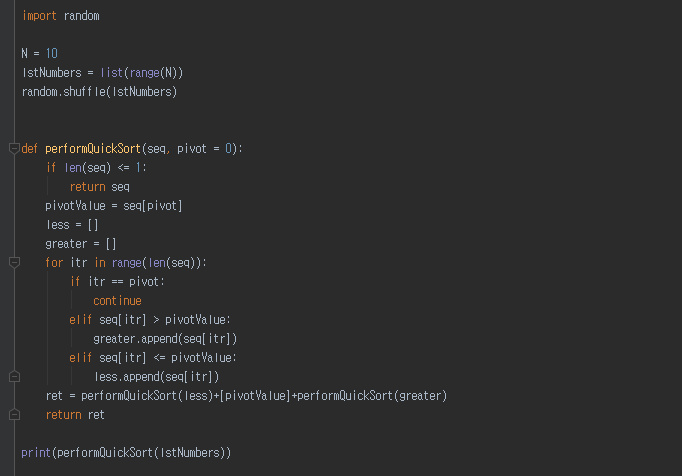 import random
N = 10
lstNumbers = list(range(N))
random.shuffle(lstNumbers)
def performQuickSort(seq, pivot = 0):
if len(seq) <= 1:
return seq
pivotValue = seq[pivot]
less = []
greater = []
for itr in range(len(seq)):
if itr == pivot:
continue
elif seq[itr] > pivotValue:
greater.append(seq[itr])
elif seq[itr] <= pivotValue:
less.append(seq[itr])
ret = performQuickSort(less)+[pivotValue]+performQuickSort(greater)
return ret
print(performQuickSort(lstNumbers))